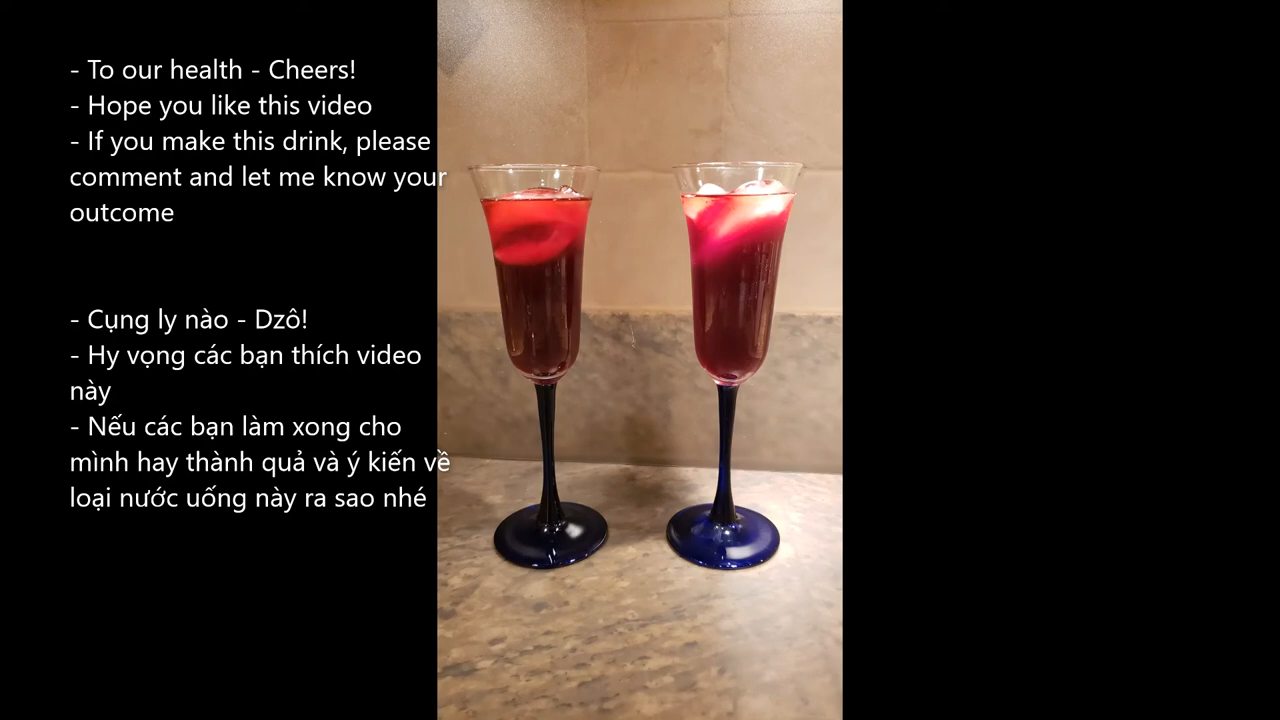 - To our health - Cheers!
- Hope you like this video
- If you make this drink, please
comment and let me know your
outcome
- Cụng ly nào - Dzô!
- Hy vọng các bạn thích video
này
- Nếu các bạn làm xong cho
mình hay thành quả và ý kiến về
loại nước uống này ra sao nhé